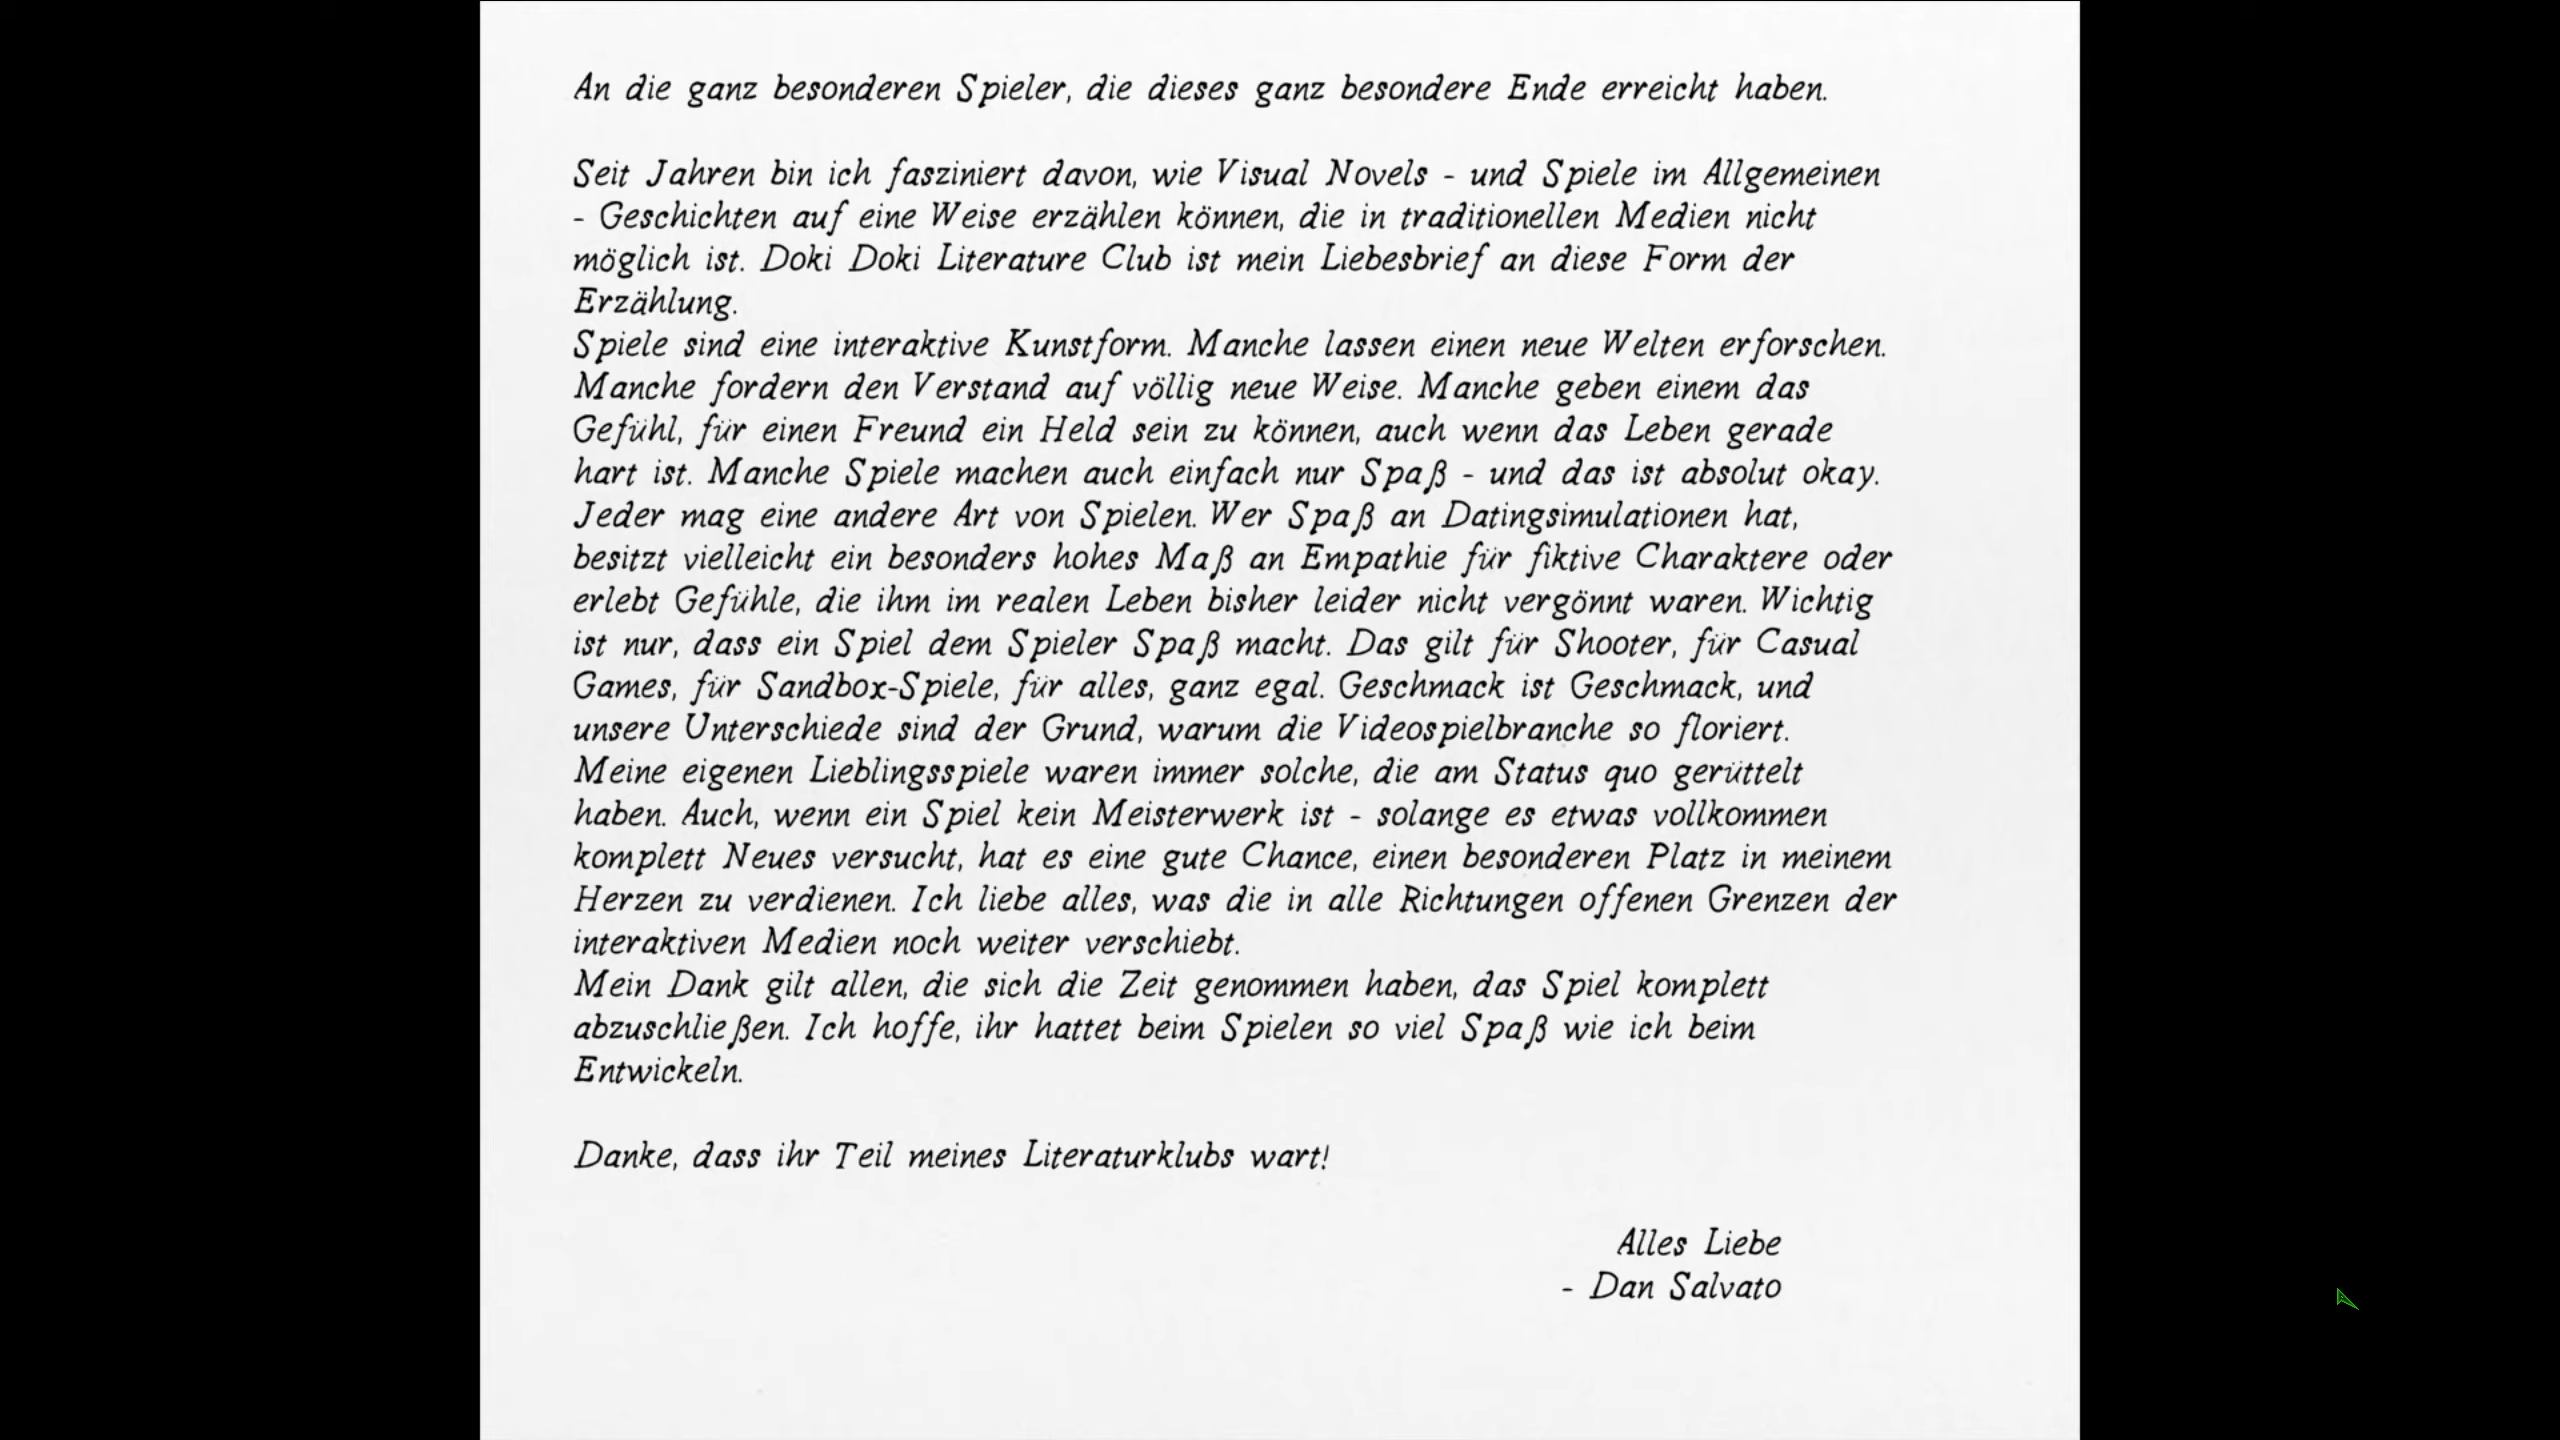 An die ganz besonderen Spieler, die dieses ganz besondere Ende erreicht haben.
Seit Jahren bin ich fasziniert davon, wie Visual Novels - und Spiele im Allgemeinen
- Geschichten auf eine Weise erzählen können, die in traditionellen Medien nicht
möglich ist. Doki Doki Literature Club ist mein Liebesbrief an diese Form der
Erzählung.
Spiele sind eine interaktive Kunstform. Manche lassen einen neue Welten erforschen.
Manche fordern den Verstand auf völlig neue Weise. Manche geben einem das
Gefühl, für einen Freund ein Held sein zu können, auch wenn das Leben gerade
hart ist. Manche Spiele machen auch einfach nur Spaß - und das ist absolut okay.
Jeder mag eine andere Art von Spielen. Wer Spaß an Datingsimulationen hat,
besitzt vielleicht ein besonders hohes Maß an Empathie für fiktive Charaktere oder
erlebt Gefühle, die ihm im realen Leben bisher leider nicht vergönnt waren. Wichtig
ist nur, dass ein Spiel dem Spieler Spaß macht. Das gilt für Shooter, für Casual
Games, für Sandbox-Spiele, für alles, ganz egal. Geschmack ist Geschmack, und
unsere Unterschiede sind der Grund, warum die Videospielbranche so floriert.
Meine eigenen Lieblingsspiele waren immer solche, die am Status quo gerüttelt
haben. Auch, wenn ein Spiel kein Meisterwerk ist - solange es etwas vollkommen
komplett Neues versucht, hat es eine gute Chance, einen besonderen Platz in meinem
Herzen zu verdienen. Ich liebe alles, was die in alle Richtungen offenen Grenzen der
interaktiven Medien noch weiter verschiebt.
Mein Dank gilt allen, die sich die Zeit genommen haben, das Spiel komplett
abzuschließen. Ich hoffe, ihr hattet beim Spielen so viel Spaß wie ich beim
Entwickeln.
Danke, dass ihr Teil meines Literaturklubs wart!
Alles Liebe
- Dan Salvato